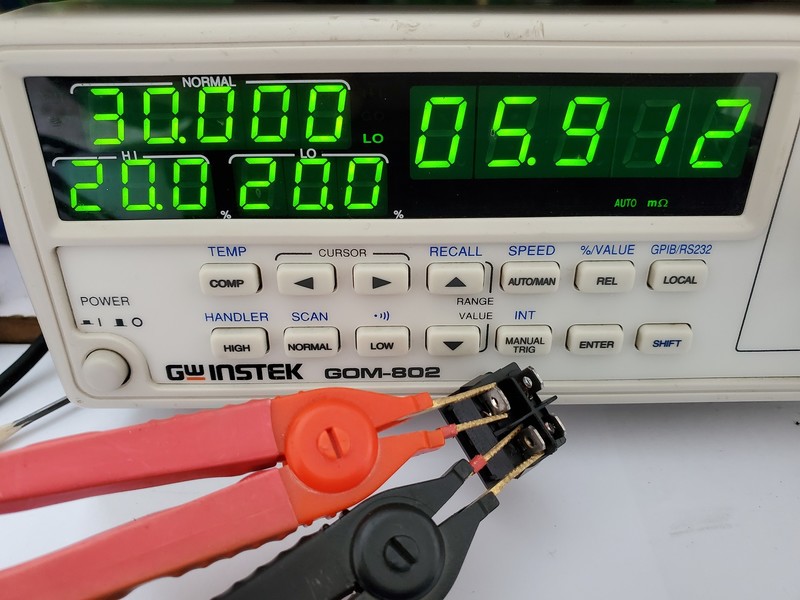 NORMAL
30.000 LO
05.912
HI LO
20.0 % 20.0 %
AUTO mΩ
TEMP CURSOR RECALL SPEED %/VALUE GPIB/RS232
COMP ◀ ▶ ▲ AUTO/MAN REL LOCAL
POWER
RANGE
VALUE
HANDLER SCAN •))) INT
HIGH NORMAL LOW ▼ MANUAL TRIG ENTER SHIFT
GWINSTEK GOM-802